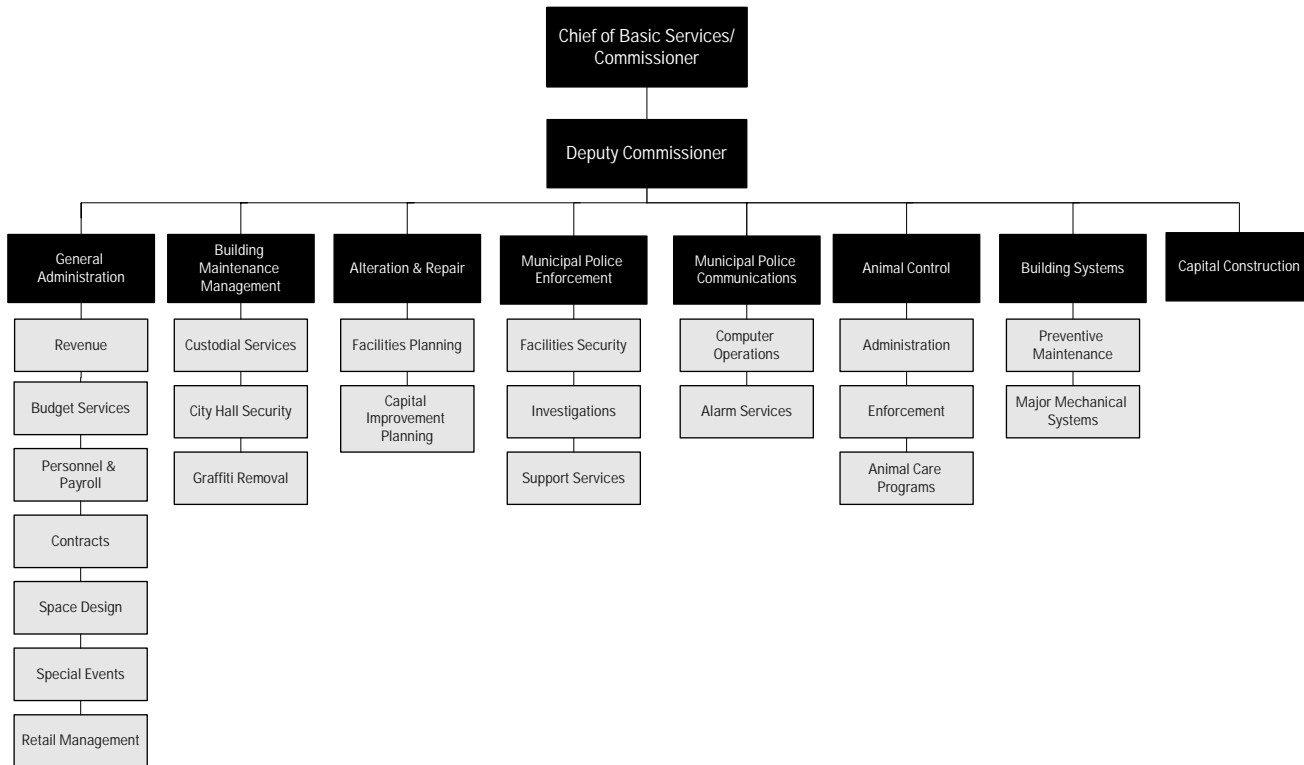 Chief of Basic Services/
Commissioner
Deputy Commissioner
General
Administration
Building
Maintenance
Management
Alteration & Repair
Municipal Police
Enforcement
Municipal Police
Communications
Animal Control
Building Systems
Capital Construction
Revenue
Budget Services
Personnel &
Payroll
Contracts
Space Design
Special Events
Retail Management
Custodial Services
City Hall Security
Graffiti Removal
Facilities Planning
Capital
Improvement
Planning
Facilities Security
Investigations
Support Services
Computer
Operations
Alarm Services
Administration
Enforcement
Animal Care
Programs
Preventive
Maintenance
Major Mechanical
Systems